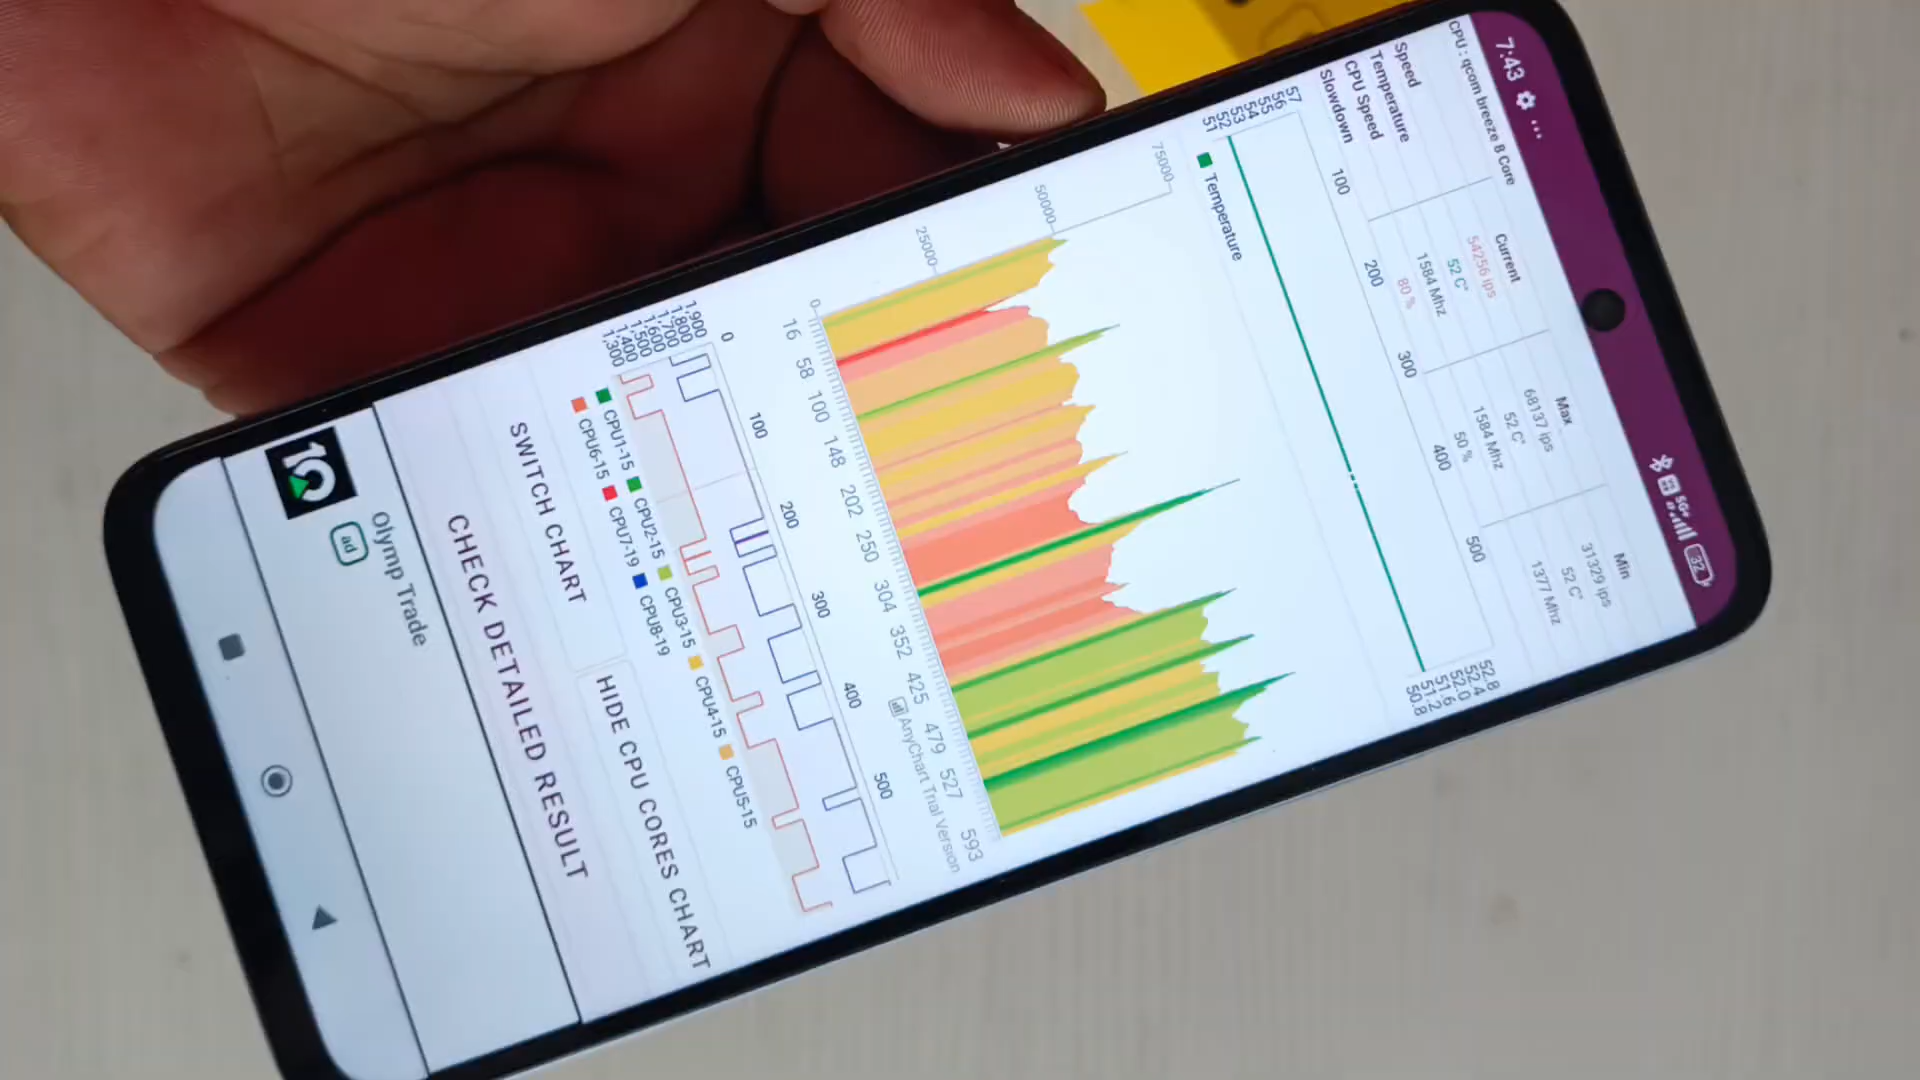 7:43
5G+
32
CPU : qcom breeze 8 Core
Current Max Min
Speed 54256 ips 68137 ips 31329 ips
Temperature 52 C° 52 C° 52 C°
CPU Speed 1584 Mhz 1584 Mhz 1377 Mhz
Slowdown 80 % 50 %
100 200 300 400 500
57
56
55
54
53
52
51
52.8
52.4
52.0
51.6
51.2
50.8
Temperature
75000
50000
25000
0
16 58 100 148 202 250 304 352 425 479 527 593
AnyChart Trial Version
0 100 200 300 400 500
1,900
1,800
1,700
1,600
1,500
1,400
1,300
CPU1-15 CPU2-15 CPU3-15 CPU4-15 CPU5-15
CPU6-15 CPU7-19 CPU8-19
SWITCH CHART HIDE CPU CORES CHART
CHECK DETAILED RESULT
Olymp Trade
ad